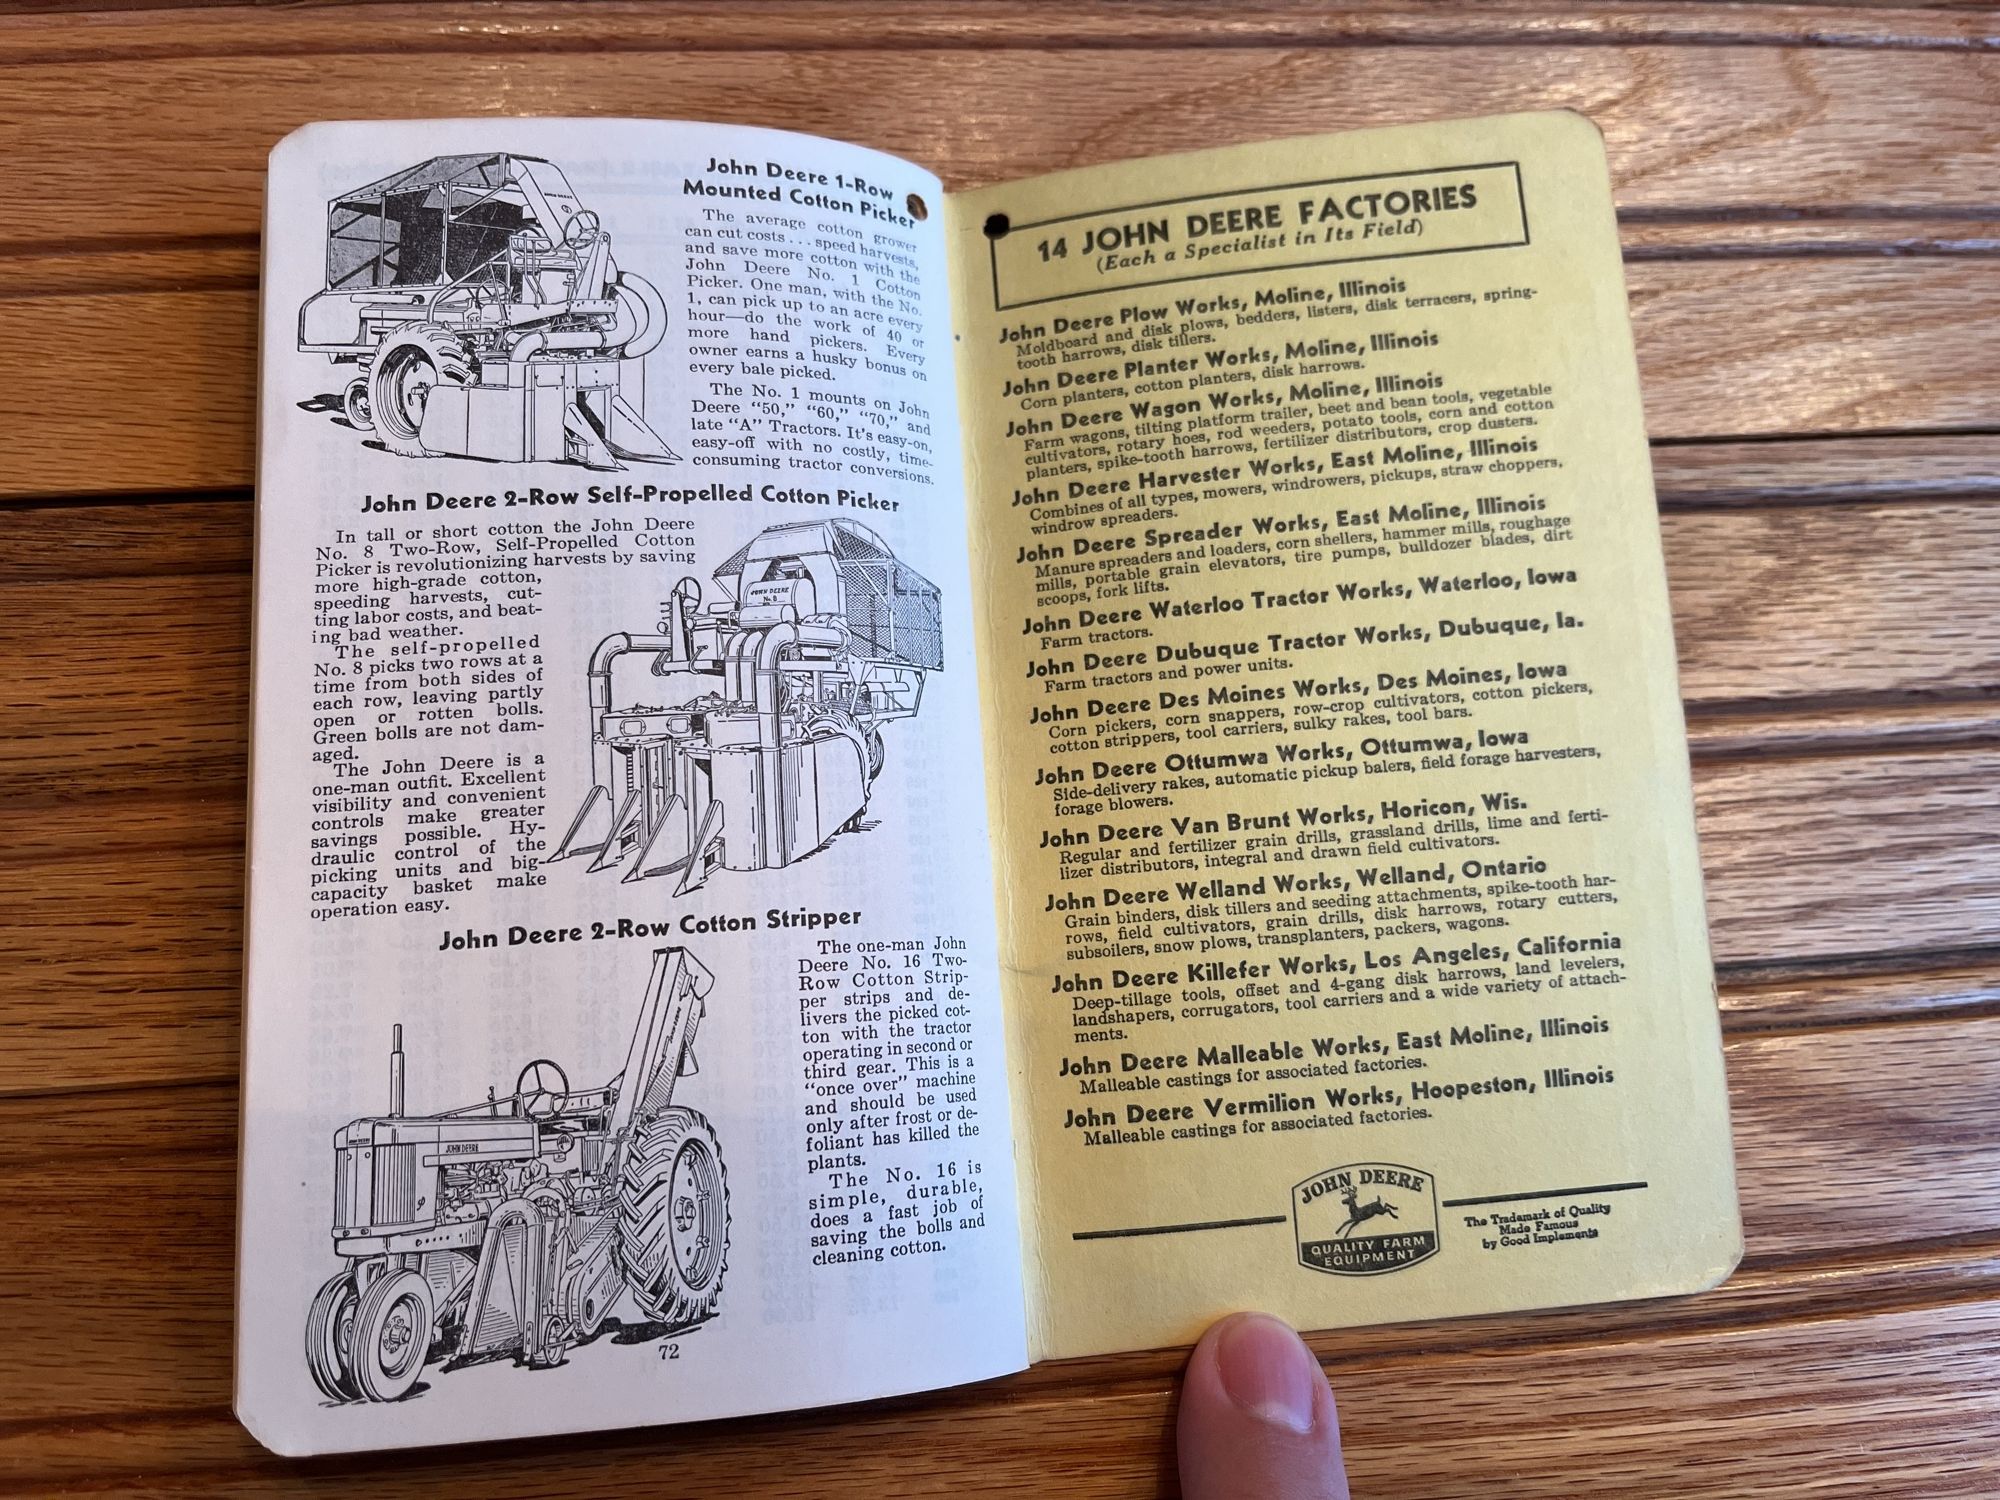 John Deere 1-Row
Mounted Cotton Picker
The average cotton grower
can cut costs . . . speed harvests,
and save more cotton with the
John Deere No. 1 Cotton
Picker. One man, with the No.
1, can pick up to an acre every
hour—do the work of 40 or
more hand pickers. Every
owner earns a husky bonus on
every bale picked.
The No. 1 mounts on John
Deere "50," "60," "70," and
late "A" Tractors. It's easy-on,
easy-off with no costly, time-
consuming tractor conversions.
John Deere 2-Row Self-Propelled Cotton Picker
In tall or short cotton the John Deere
No. 8 Two-Row, Self-Propelled Cotton
Picker is revolutionizing harvests by saving
more high-grade cotton,
speeding harvests, cut-
ting labor costs, and beat-
ing bad weather.
The self-propelled
No. 8 picks two rows at a
time from both sides of
each row, leaving partly
open or rotten bolls.
Green bolls are not dam-
aged.
The John Deere is a
one-man outfit. Excellent
visibility and convenient
controls make greater
savings possible. Hy-
draulic control of the
picking units and big-
capacity basket make
operation easy.
JOHN DEERE
No. 8
John Deere 2-Row Cotton Stripper
The one-man John
Deere No. 16 Two-
Row Cotton Strip-
per strips and de-
livers the picked cot-
ton with the tractor
operating in second or
third gear. This is a
"once over" machine
and should be used
only after frost or de-
foliant has killed the
plants.
The No. 16 is
simple, durable,
does a fast job of
saving the bolls and
cleaning cotton.
JOHN DEERE
72
14 JOHN DEERE FACTORIES
(Each a Specialist in Its Field)
John Deere Plow Works, Moline, Illinois
Moldboard and disk plows, bedders, listers, disk terracers, spring-
tooth harrows, disk tillers.
John Deere Planter Works, Moline, Illinois
Corn planters, cotton planters, disk harrows.
John Deere Wagon Works, Moline, Illinois
Farm wagons, tilting platform trailer, beet and bean tools, vegetable
cultivators, rotary hoes, rod weeders, potato tools, corn and cotton
planters, spike-tooth harrows, fertilizer distributors, crop dusters.
John Deere Harvester Works, East Moline, Illinois
Combines of all types, mowers, windrowers, pickups, straw choppers,
windrow spreaders.
John Deere Spreader Works, East Moline, Illinois
Manure spreaders and loaders, corn shellers, hammer mills, roughage
mills, portable grain elevators, tire pumps, bulldozer blades, dirt
scoops, fork lifts.
John Deere Waterloo Tractor Works, Waterloo, Iowa
Farm tractors.
John Deere Dubuque Tractor Works, Dubuque, Ia.
Farm tractors and power units.
John Deere Des Moines Works, Des Moines, Iowa
Corn pickers, corn snappers, row-crop cultivators, cotton pickers,
cotton strippers, tool carriers, sulky rakes, tool bars.
John Deere Ottumwa Works, Ottumwa, Iowa
Side-delivery rakes, automatic pickup balers, field forage harvesters,
forage blowers.
John Deere Van Brunt Works, Horicon, Wis.
Regular and fertilizer grain drills, grassland drills, lime and ferti-
lizer distributors, integral and drawn field cultivators.
John Deere Welland Works, Welland, Ontario
Grain binders, disk tillers and seeding attachments, spike-tooth har-
rows, field cultivators, grain drills, disk harrows, rotary cutters,
subsoilers, snow plows, transplanters, packers, wagons.
John Deere Killefer Works, Los Angeles, California
Deep-tillage tools, offset and 4-gang disk harrows, land levelers,
landshapers, corrugators, tool carriers and a wide variety of attach-
ments.
John Deere Malleable Works, East Moline, Illinois
Malleable castings for associated factories.
John Deere Vermilion Works, Hoopeston, Illinois
Malleable castings for associated factories.
JOHN DEERE
QUALITY FARM
EQUIPMENT
The Trademark of Quality
Made Famous
by Good Implements